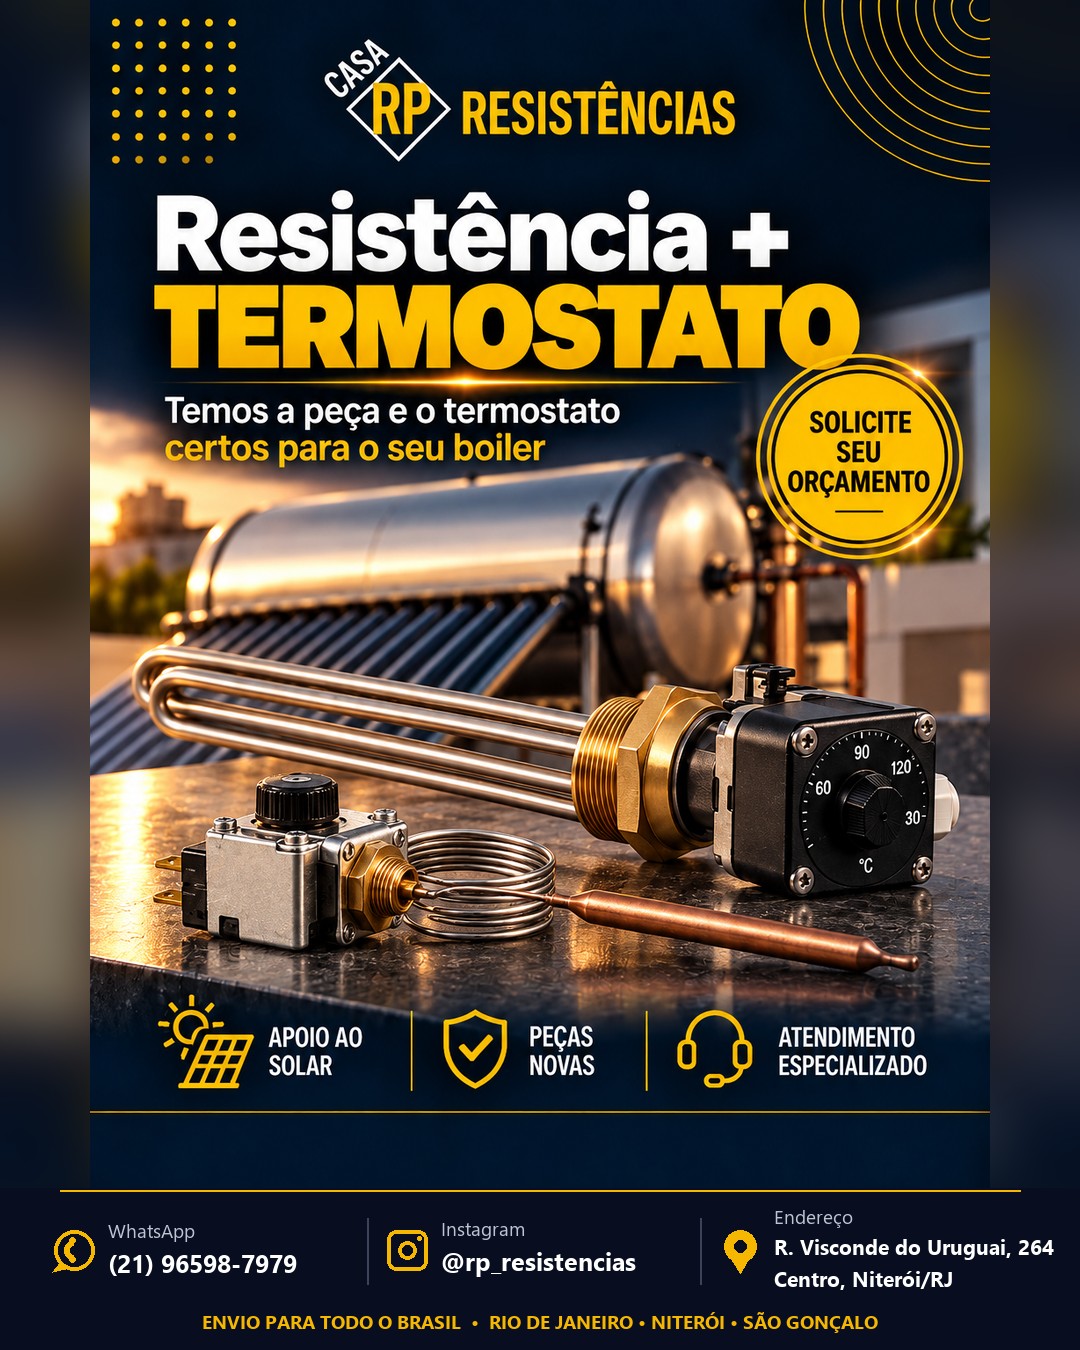 CASA
RP RESISTÊNCIAS
Resistência +
TERMOSTATO
Temos a peça e o termostato
certos para o seu boiler
SOLICITE
SEU
ORÇAMENTO
90
120
60
30
°C
APOIO AO
SOLAR
PEÇAS
NOVAS
ATENDIMENTO
ESPECIALIZADO
WhatsApp
(21) 96598-7979
Instagram
@rp_resistencias
Endereço
R. Visconde do Uruguai, 264
Centro, Niterói/RJ
ENVIO PARA TODO O BRASIL • RIO DE JANEIRO • NITERÓI • SÃO GONÇALO